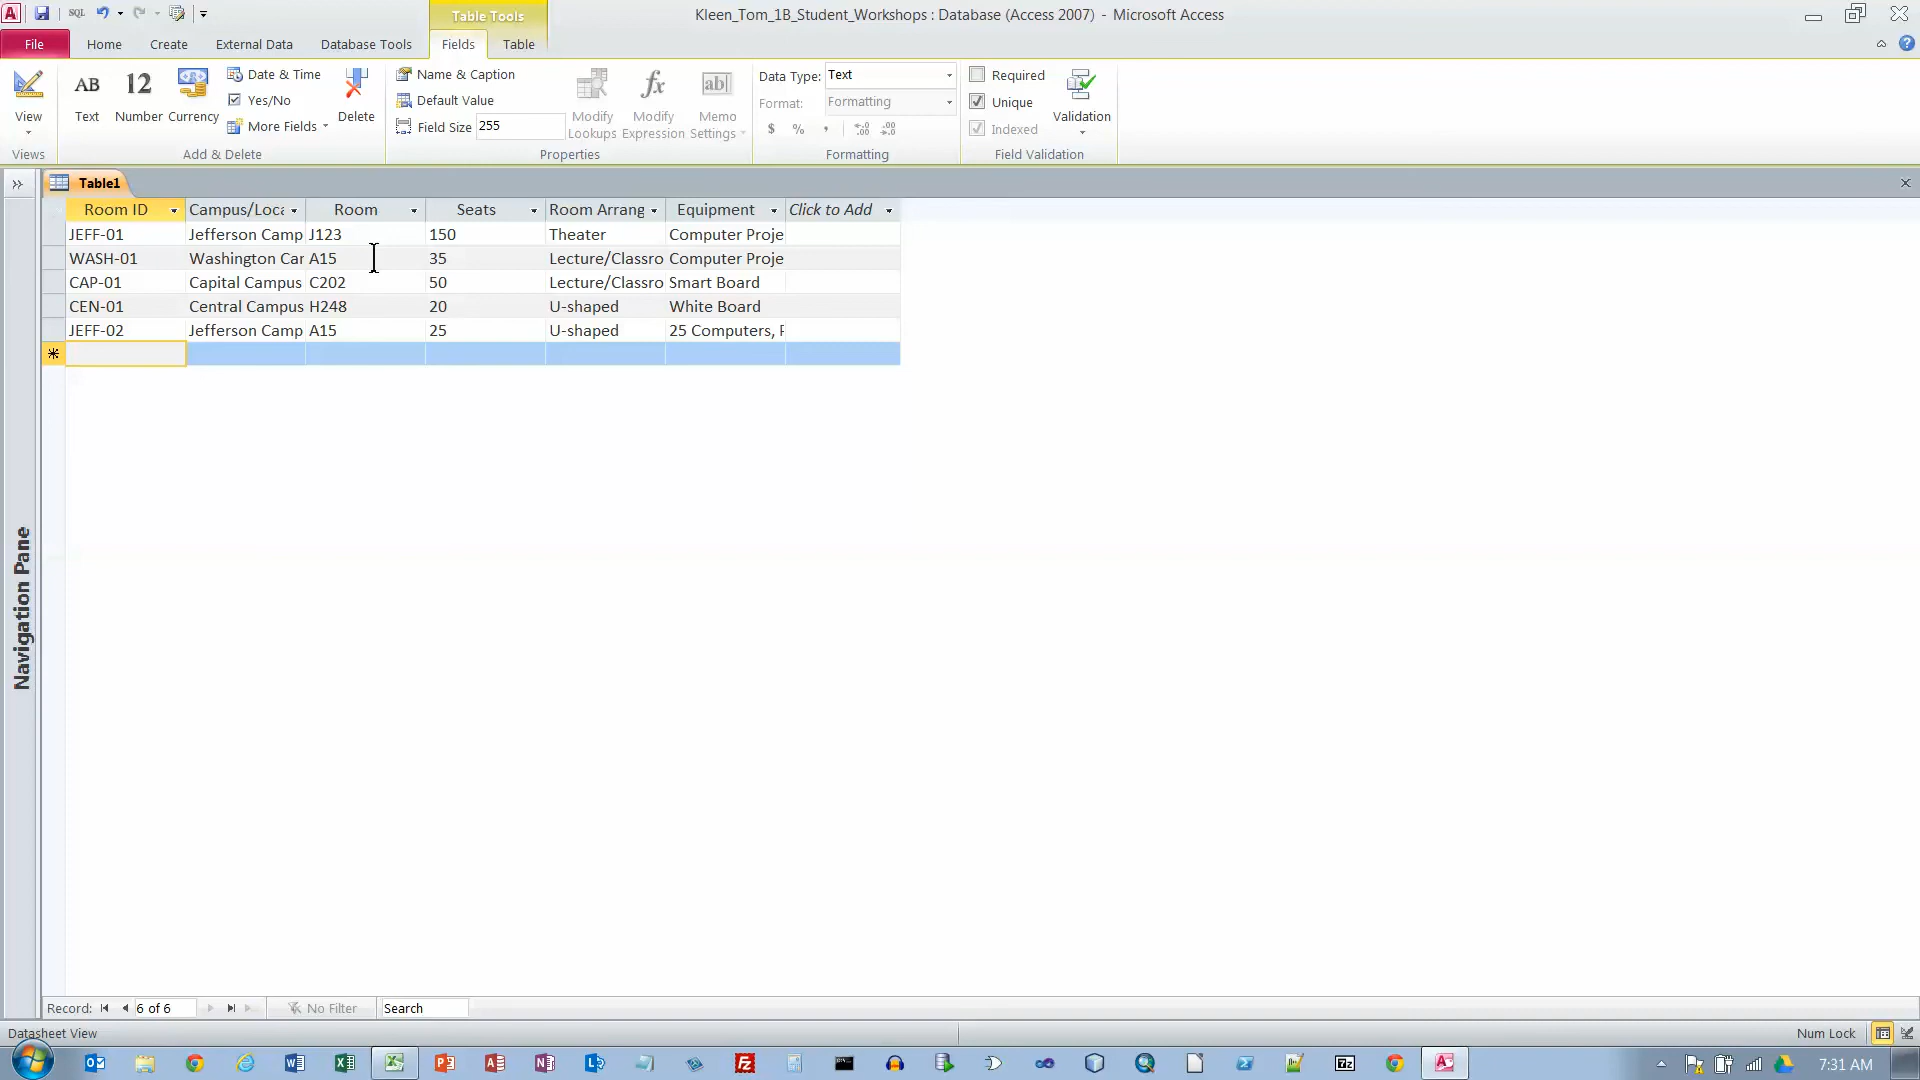 SQL
Table Tools
Kleen_Tom_1B_Student_Workshops : Database (Access 2007) - Microsoft Access
File Home Create External Data Database Tools Fields Table
View
Views
AB
Text
12
Number
Currency
Date & Time
Yes/No
More Fields
Delete
Add & Delete
Name & Caption
Default Value
Field Size 255
Modify
Lookups
fx
Modify
Expression
ab
Memo
Settings
Properties
Data Type: Text
Format: Formatting
$ % ,
Formatting
Required
Unique
Indexed
Validation
Field Validation
Table1
Room ID Campus/Loca Room Seats Room Arrang Equipment Click to Add
JEFF-01 Jefferson Camp J123 150 Theater Computer Proje
WASH-01 Washington Car A15 35 Lecture/Classro Computer Proje
CAP-01 Capital Campus C202 50 Lecture/Classro Smart Board
CEN-01 Central Campus H248 20 U-shaped White Board
JEFF-02 Jefferson Camp A15 25 U-shaped 25 Computers, P
Navigation Pane
Record: 6 of 6 No Filter Search
Datasheet View
Num Lock
7:31 AM